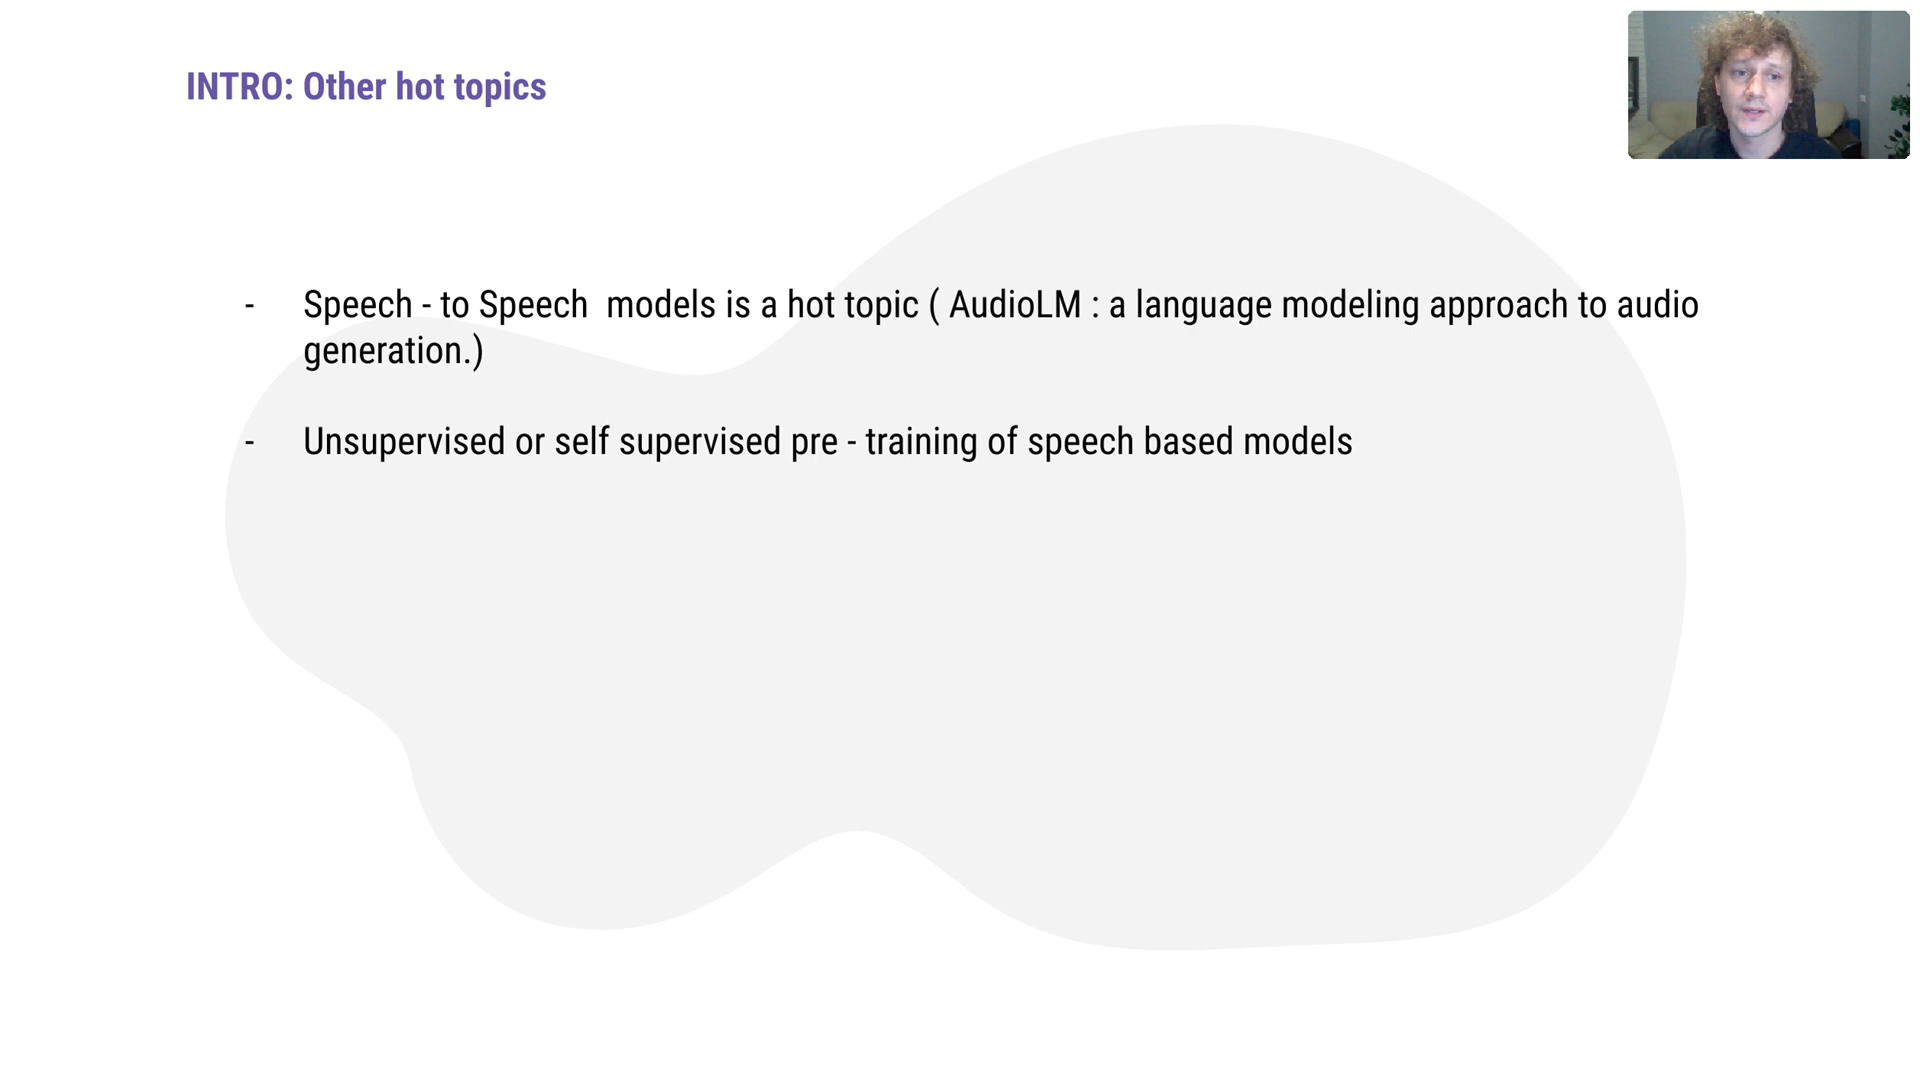 INTRO: Other hot topics
- Speech - to Speech  models is a hot topic ( AudioLM : a language modeling approach to audio
generation.)
- Unsupervised or self supervised pre - training of speech based models